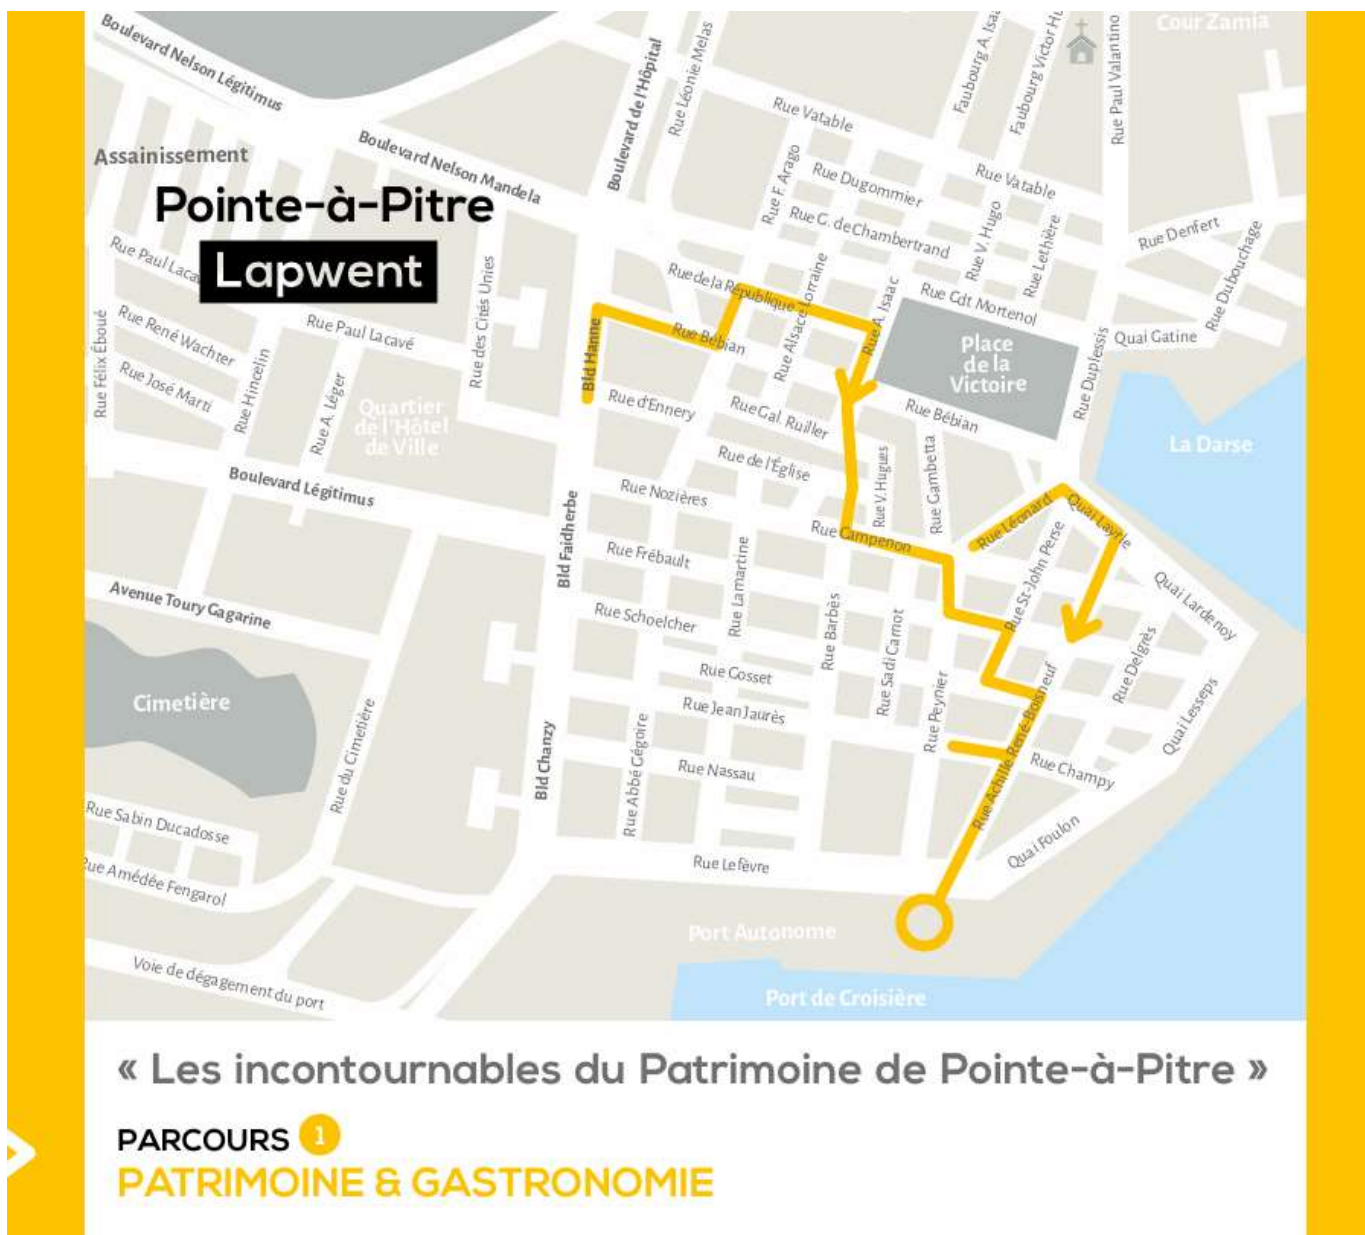 Boulevard Nelson Légitimus
Boulevard de l'Hôpital
Rue Léonie Melas
Faubourg A. Isaa
Faubourg Victor Hu
Rue Paul Valantino
Cour Zamia
Assainissement
Boulevard Nelson Mandela
Rue Vatable
Rue F. Arago
Rue Dugommier
Rue Vatable
Pointe-à-Pitre
Lapwent
Rue G. de Chambertrand
Rue V. Hugo
Rue Lethière
Rue Denfert
Rue Dubouchage
Rue Paul Lacav
Rue des Cités Unies
Rue de la République
Rue Alsace Lorraine
Rue A. Isaac
Rue Cdt Mortenol
Quai Gatine
Rue Félix Éboué
Rue René Wachter
Rue Paul Lacavé
Rue José Marti
Rue Hincelin
Rue A. Léger
Bld Hanne
Rue Bébian
Place
de la
Victoire
Rue Duplessis
Quartier
de l'Hôtel
de Ville
Rue d'Ennery
Rue Gal. Ruiller
Rue Bébian
La Darse
Boulevard Légitimus
Rue de l'Église
Rue V. Hugues
Rue Gambetta
Rue Nozières
Rue Campenon
Rue Léonard
Quai Layrle
Bld Faidherbe
Rue Frébault
Rue Lamartine
Rue St-John Perse
Quai Lardenoy
Avenue Toury Gagarine
Rue Schoelcher
Rue Barbès
Rue Sadi Carnot
Rue Delgrès
Rue Gosset
Rue Peynier
Quai Lesseps
Cimetière
Rue du Cimetière
Rue Jean Jaurès
Rue Achille René-Boisneuf
Bld Chanzy
Rue Abbé Gégoire
Rue Nassau
Rue Champy
Rue Sabin Ducadosse
Quai Foulon
Rue Lefèvre
Rue Amédée Fengarol
Port Autonome
Voie de dégagement du port
Port de Croisière
« Les incontournables du Patrimoine de Pointe-à-Pitre »
PARCOURS 1
PATRIMOINE & GASTRONOMIE